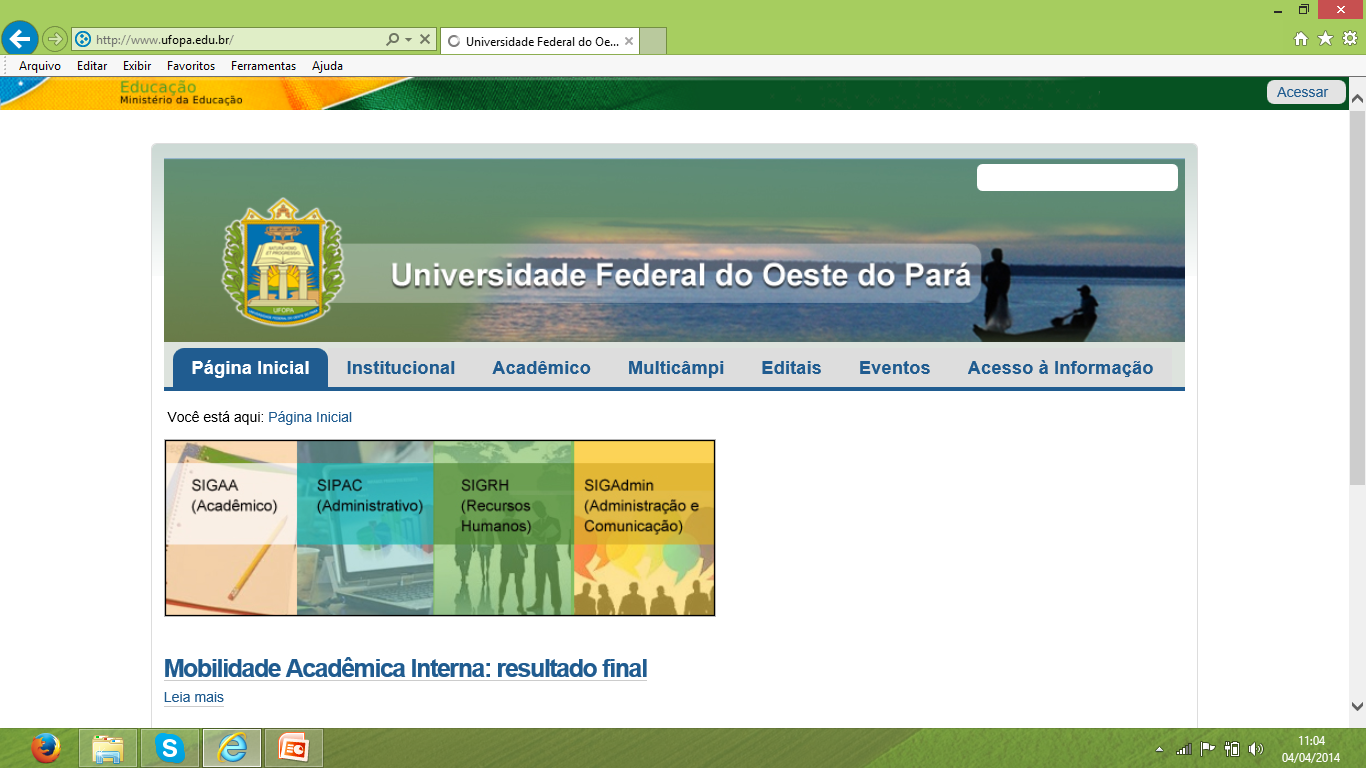 http://www.ufopa.edu.br/
Universidade Federal do Oe...
Arquivo Editar Exibir Favoritos Ferramentas Ajuda
Educação
Ministério da Educação
Acessar
Universidade Federal do Oeste do Pará
UFOPA
Página Inicial Institucional Acadêmico Multicâmpi Editais Eventos Acesso à Informação
Você está aqui: Página Inicial
SIGAA
(Acadêmico)
SIPAC
(Administrativo)
SIGRH
(Recursos
Humanos)
SIGAdmin
(Administração e
Comunicação)
Mobilidade Acadêmica Interna: resultado final
Leia mais
11:04
04/04/2014